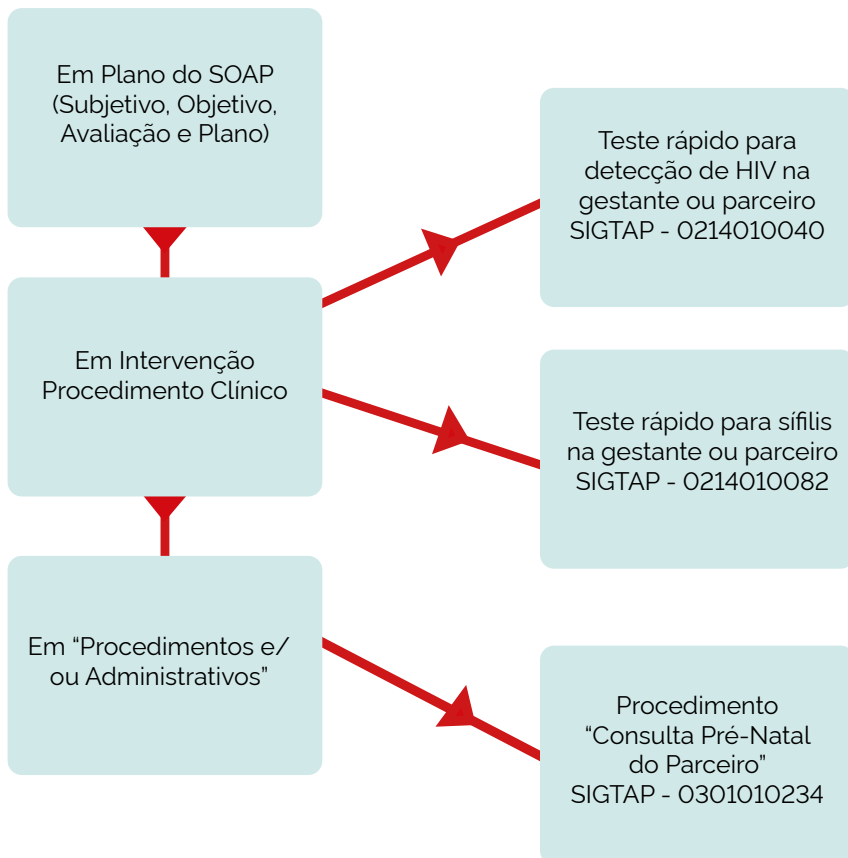 Em Plano do SOAP
(Subjetivo, Objetivo,
Avaliação e Plano)
Em Intervenção
Procedimento Clínico
Em “Procedimentos e/
ou Administrativos”
Teste rápido para
detecção de HIV na
gestante ou parceiro
SIGTAP - 0214010040
Teste rápido para sífilis
na gestante ou parceiro
SIGTAP - 0214010082
Procedimento
“Consulta Pré-Natal
do Parceiro”
SIGTAP - 0301010234